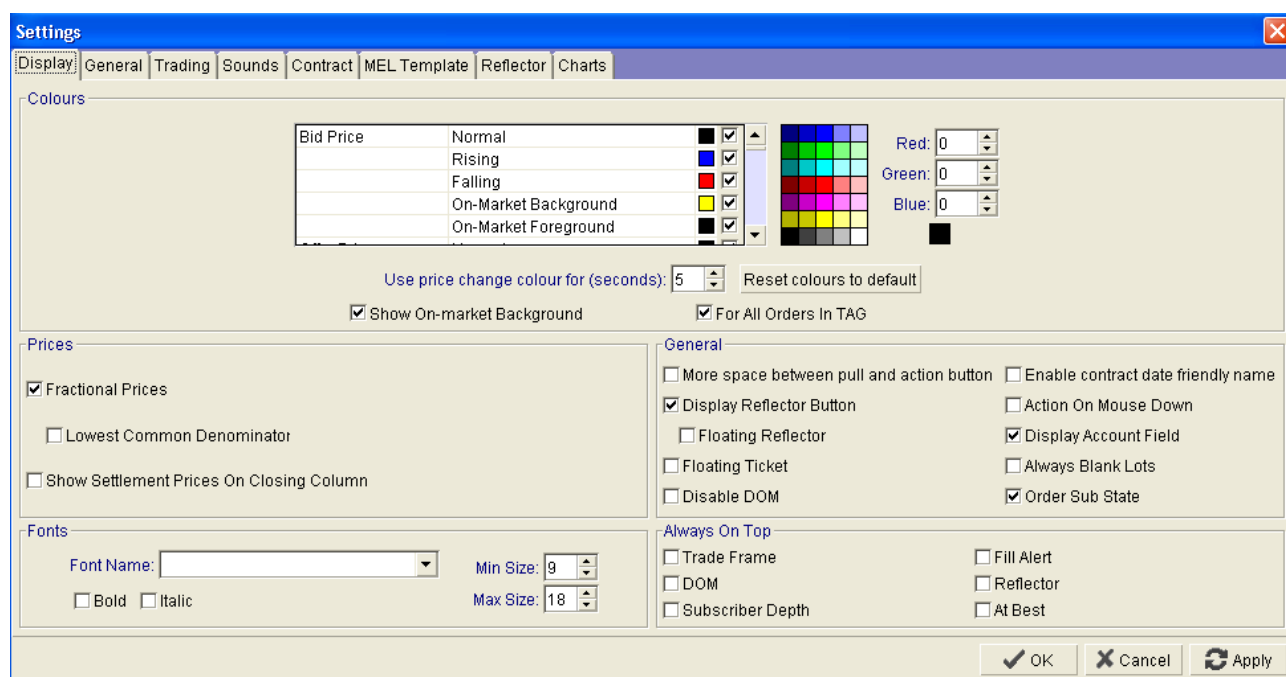 Settings
Display General Trading Sounds Contract MEL Template Reflector Charts
Colours
Bid Price Normal
Rising
Falling
On-Market Background
On-Market Foreground
Red: 0
Green: 0
Blue: 0
Use price change colour for (seconds): 5 Reset colours to default
Show On-market Background For All Orders In TAG
Prices
Fractional Prices
Lowest Common Denominator
Show Settlement Prices On Closing Column
General
More space between pull and action button Enable contract date friendly name
Display Reflector Button Action On Mouse Down
Floating Reflector Display Account Field
Floating Ticket Always Blank Lots
Disable DOM Order Sub State
Fonts
Font Name: Min Size: 9
Bold Italic Max Size: 18
Always On Top
Trade Frame Fill Alert
DOM Reflector
Subscriber Depth At Best
OK Cancel Apply